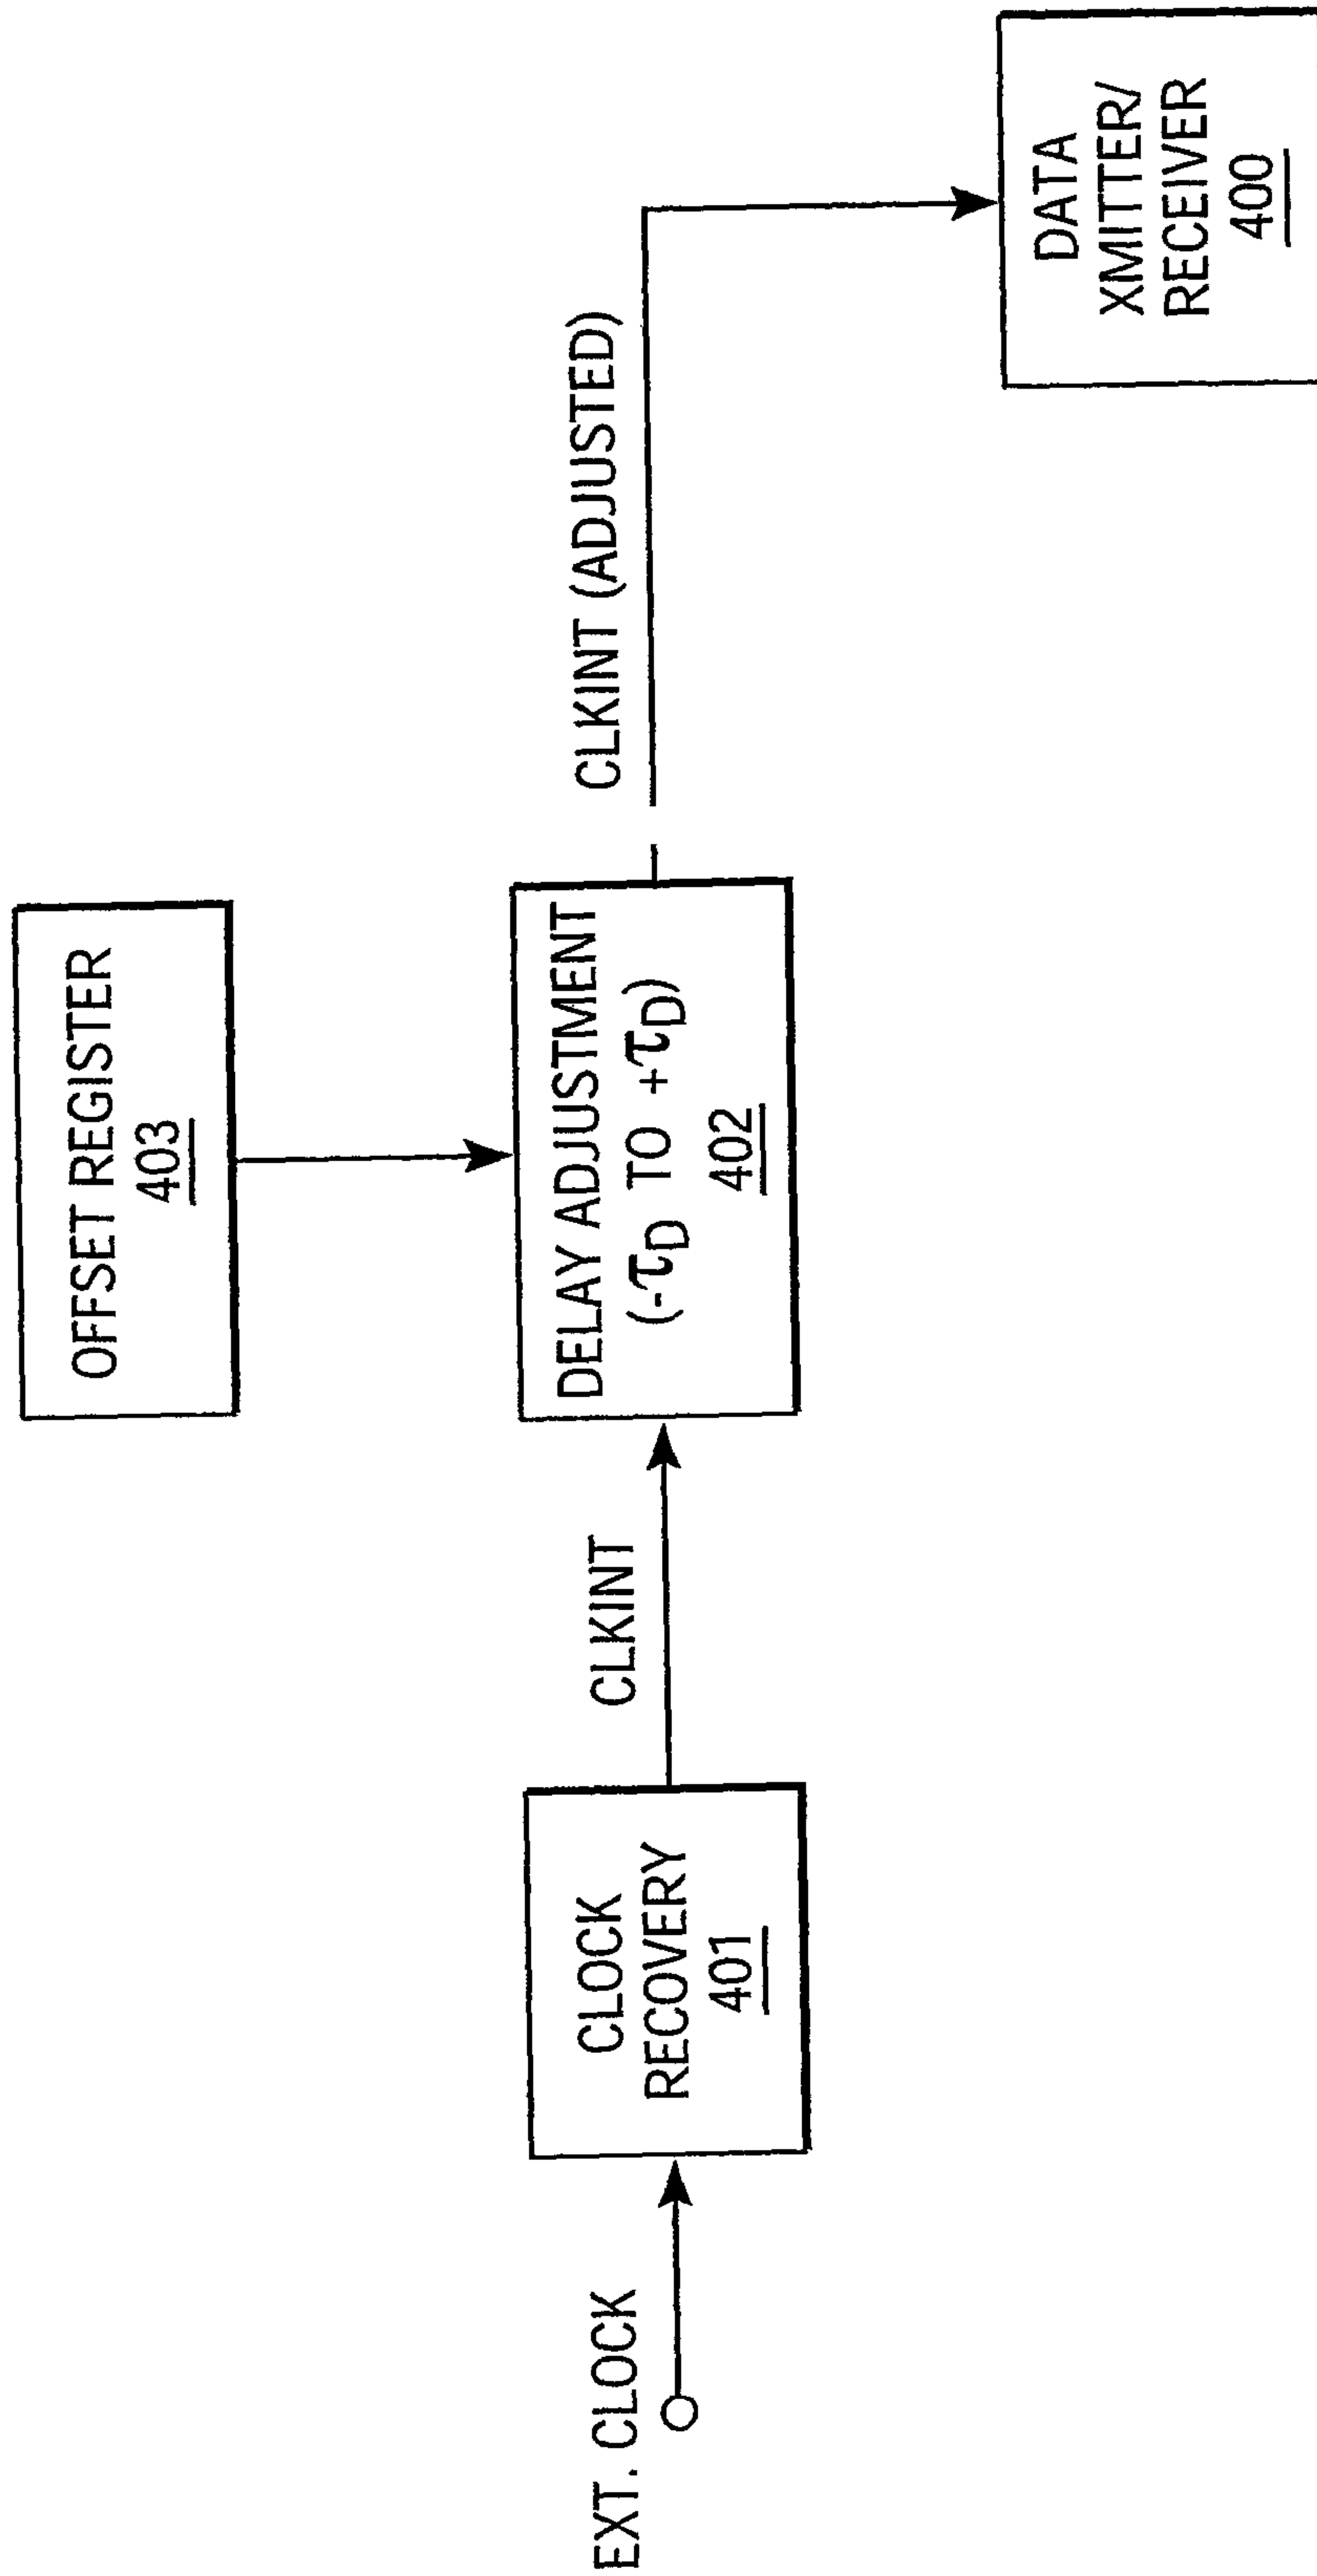 OFFSET REGISTER
403
EXT. CLOCK
CLOCK
RECOVERY
401
CLKINT
DELAY ADJUSTMENT
(-τD TO +τD)
402
CLKINT (ADJUSTED)
DATA
XMITTER/
RECEIVER
400